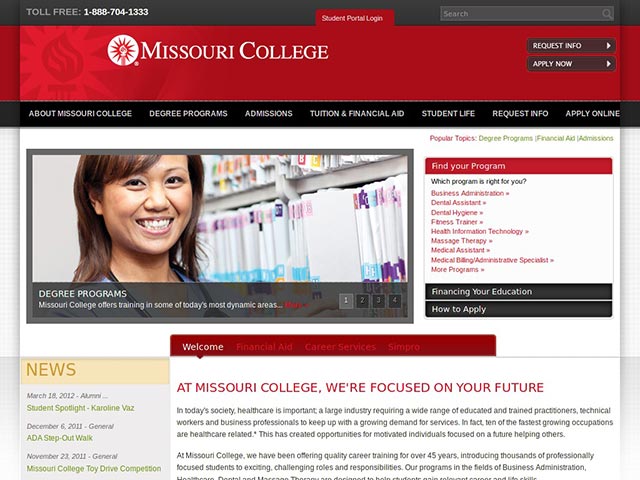 TOLL FREE: 1-888-704-1333
Student Portal Login
Search
MISSOURI COLLEGE
REQUEST INFO
APPLY NOW
ABOUT MISSOURI COLLEGE DEGREE PROGRAMS ADMISSIONS TUITION & FINANCIAL AID STUDENT LIFE REQUEST INFO APPLY ONLINE
Popular Topics: Degree Programs |Financial Aid |Admissions
Find your Program
Which program is right for you?
Business Administration »
Dental Assistant »
Dental Hygiene »
Fitness Trainer »
Health Information Technology »
Massage Therapy »
Medical Assistant »
Medical Billing/Administrative Specialist »
More Programs »
Financing Your Education
How to Apply
DEGREE PROGRAMS
Missouri College offers training in some of today's most dynamic areas...
1 2 3 4
Welcome Financial Aid Career Services Simpro
NEWS
March 18, 2012 - Alumni ...
Student Spotlight - Karoline Vaz
December 6, 2011 - General
ADA Step-Out Walk
November 23, 2011 - General
Missouri College Toy Drive Competition
AT MISSOURI COLLEGE, WE'RE FOCUSED ON YOUR FUTURE
In today's society, healthcare is important; a large industry requiring a wide range of educated and trained practitioners, technical
workers and business professionals to keep up with a growing demand for services. In fact, ten of the fastest growing occupations
are healthcare related.* This has created opportunities for motivated individuals focused on a future helping others.
At Missouri College, we have been offering quality career training for over 45 years, introducing thousands of professionally
focused students to exciting, challenging roles and responsibilities. Our programs in the fields of Business Administration,
Healthcare, Dental and Massage Therapy are designed to help students gain relevant career and life skills.